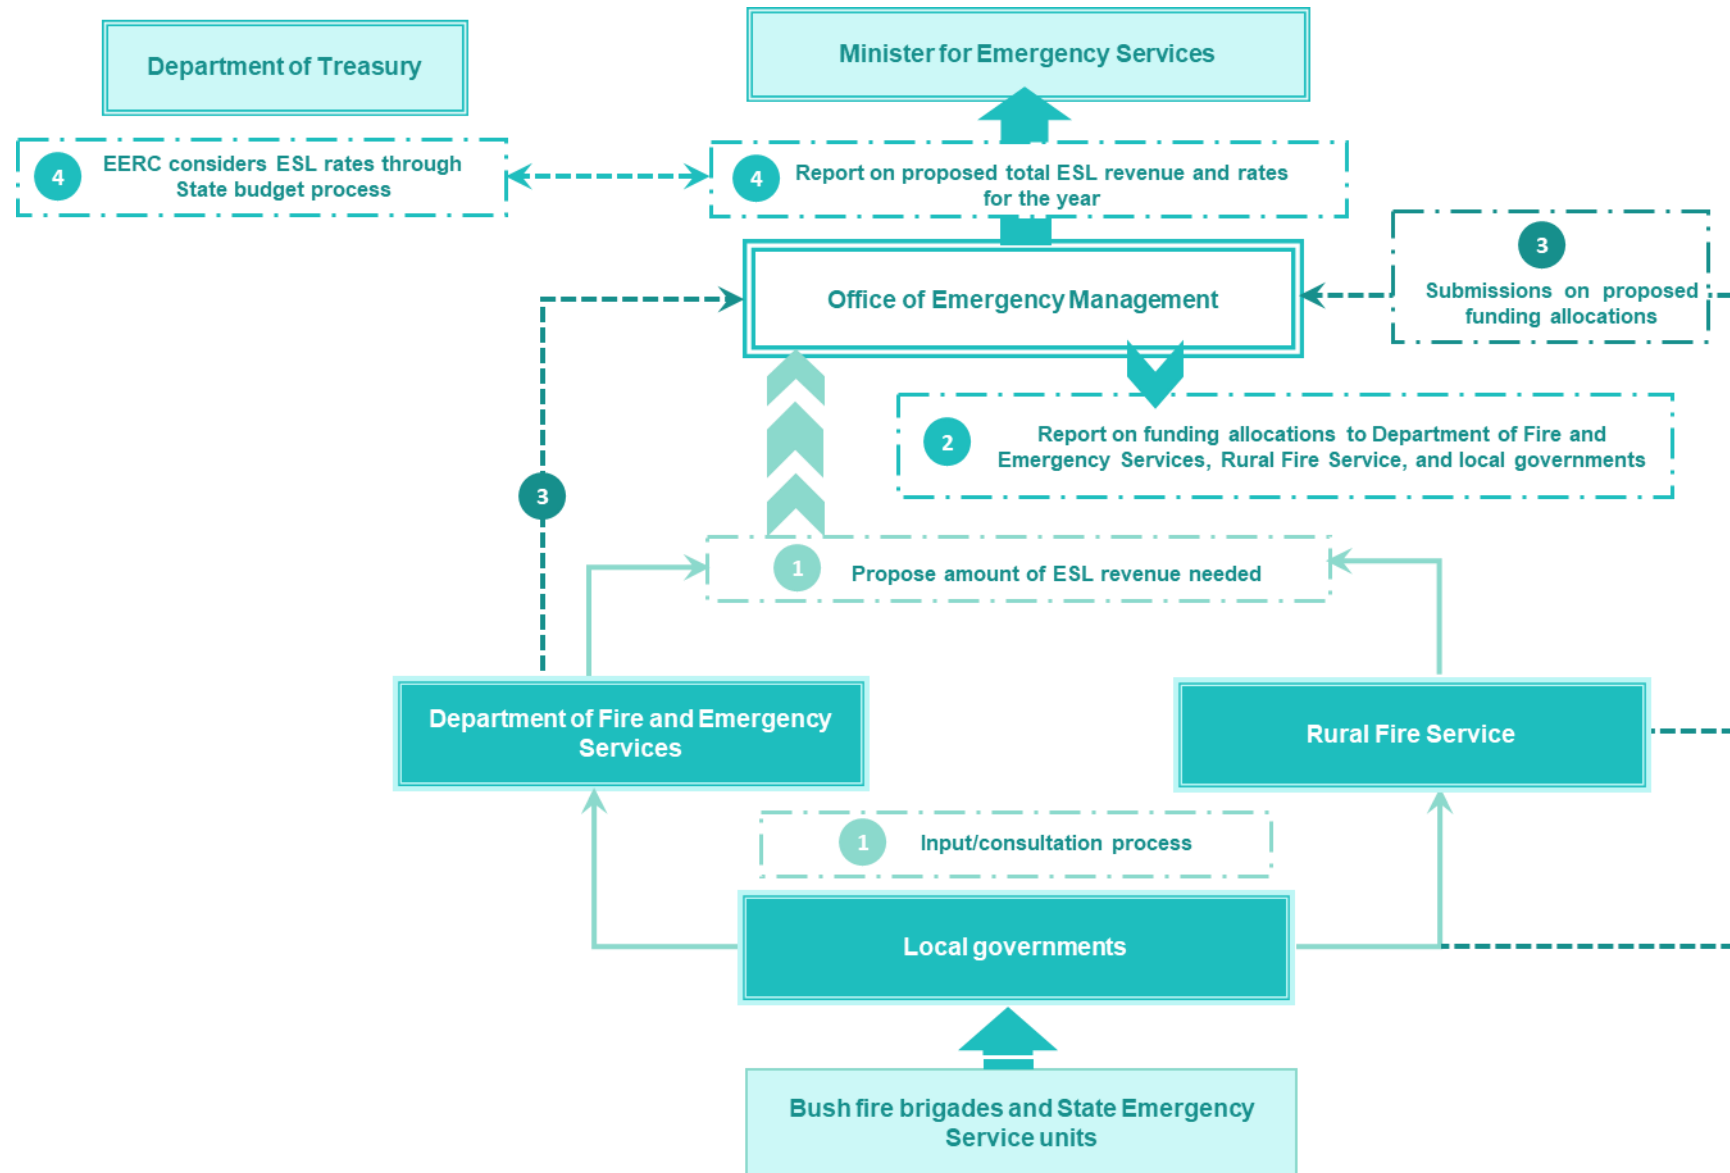 Department of Treasury
Minister for Emergency Services
4
EERC considers ESL rates through
State budget process
4
Report on proposed total ESL revenue and rates
for the year
3
Submissions on proposed
funding allocations
Office of Emergency Management
2
Report on funding allocations to Department of Fire and
Emergency Services, Rural Fire Service, and local governments
3
1
Propose amount of ESL revenue needed
Department of Fire and Emergency
Services
Rural Fire Service
1
Input/consultation process
Local governments
Bush fire brigades and State Emergency
Service units